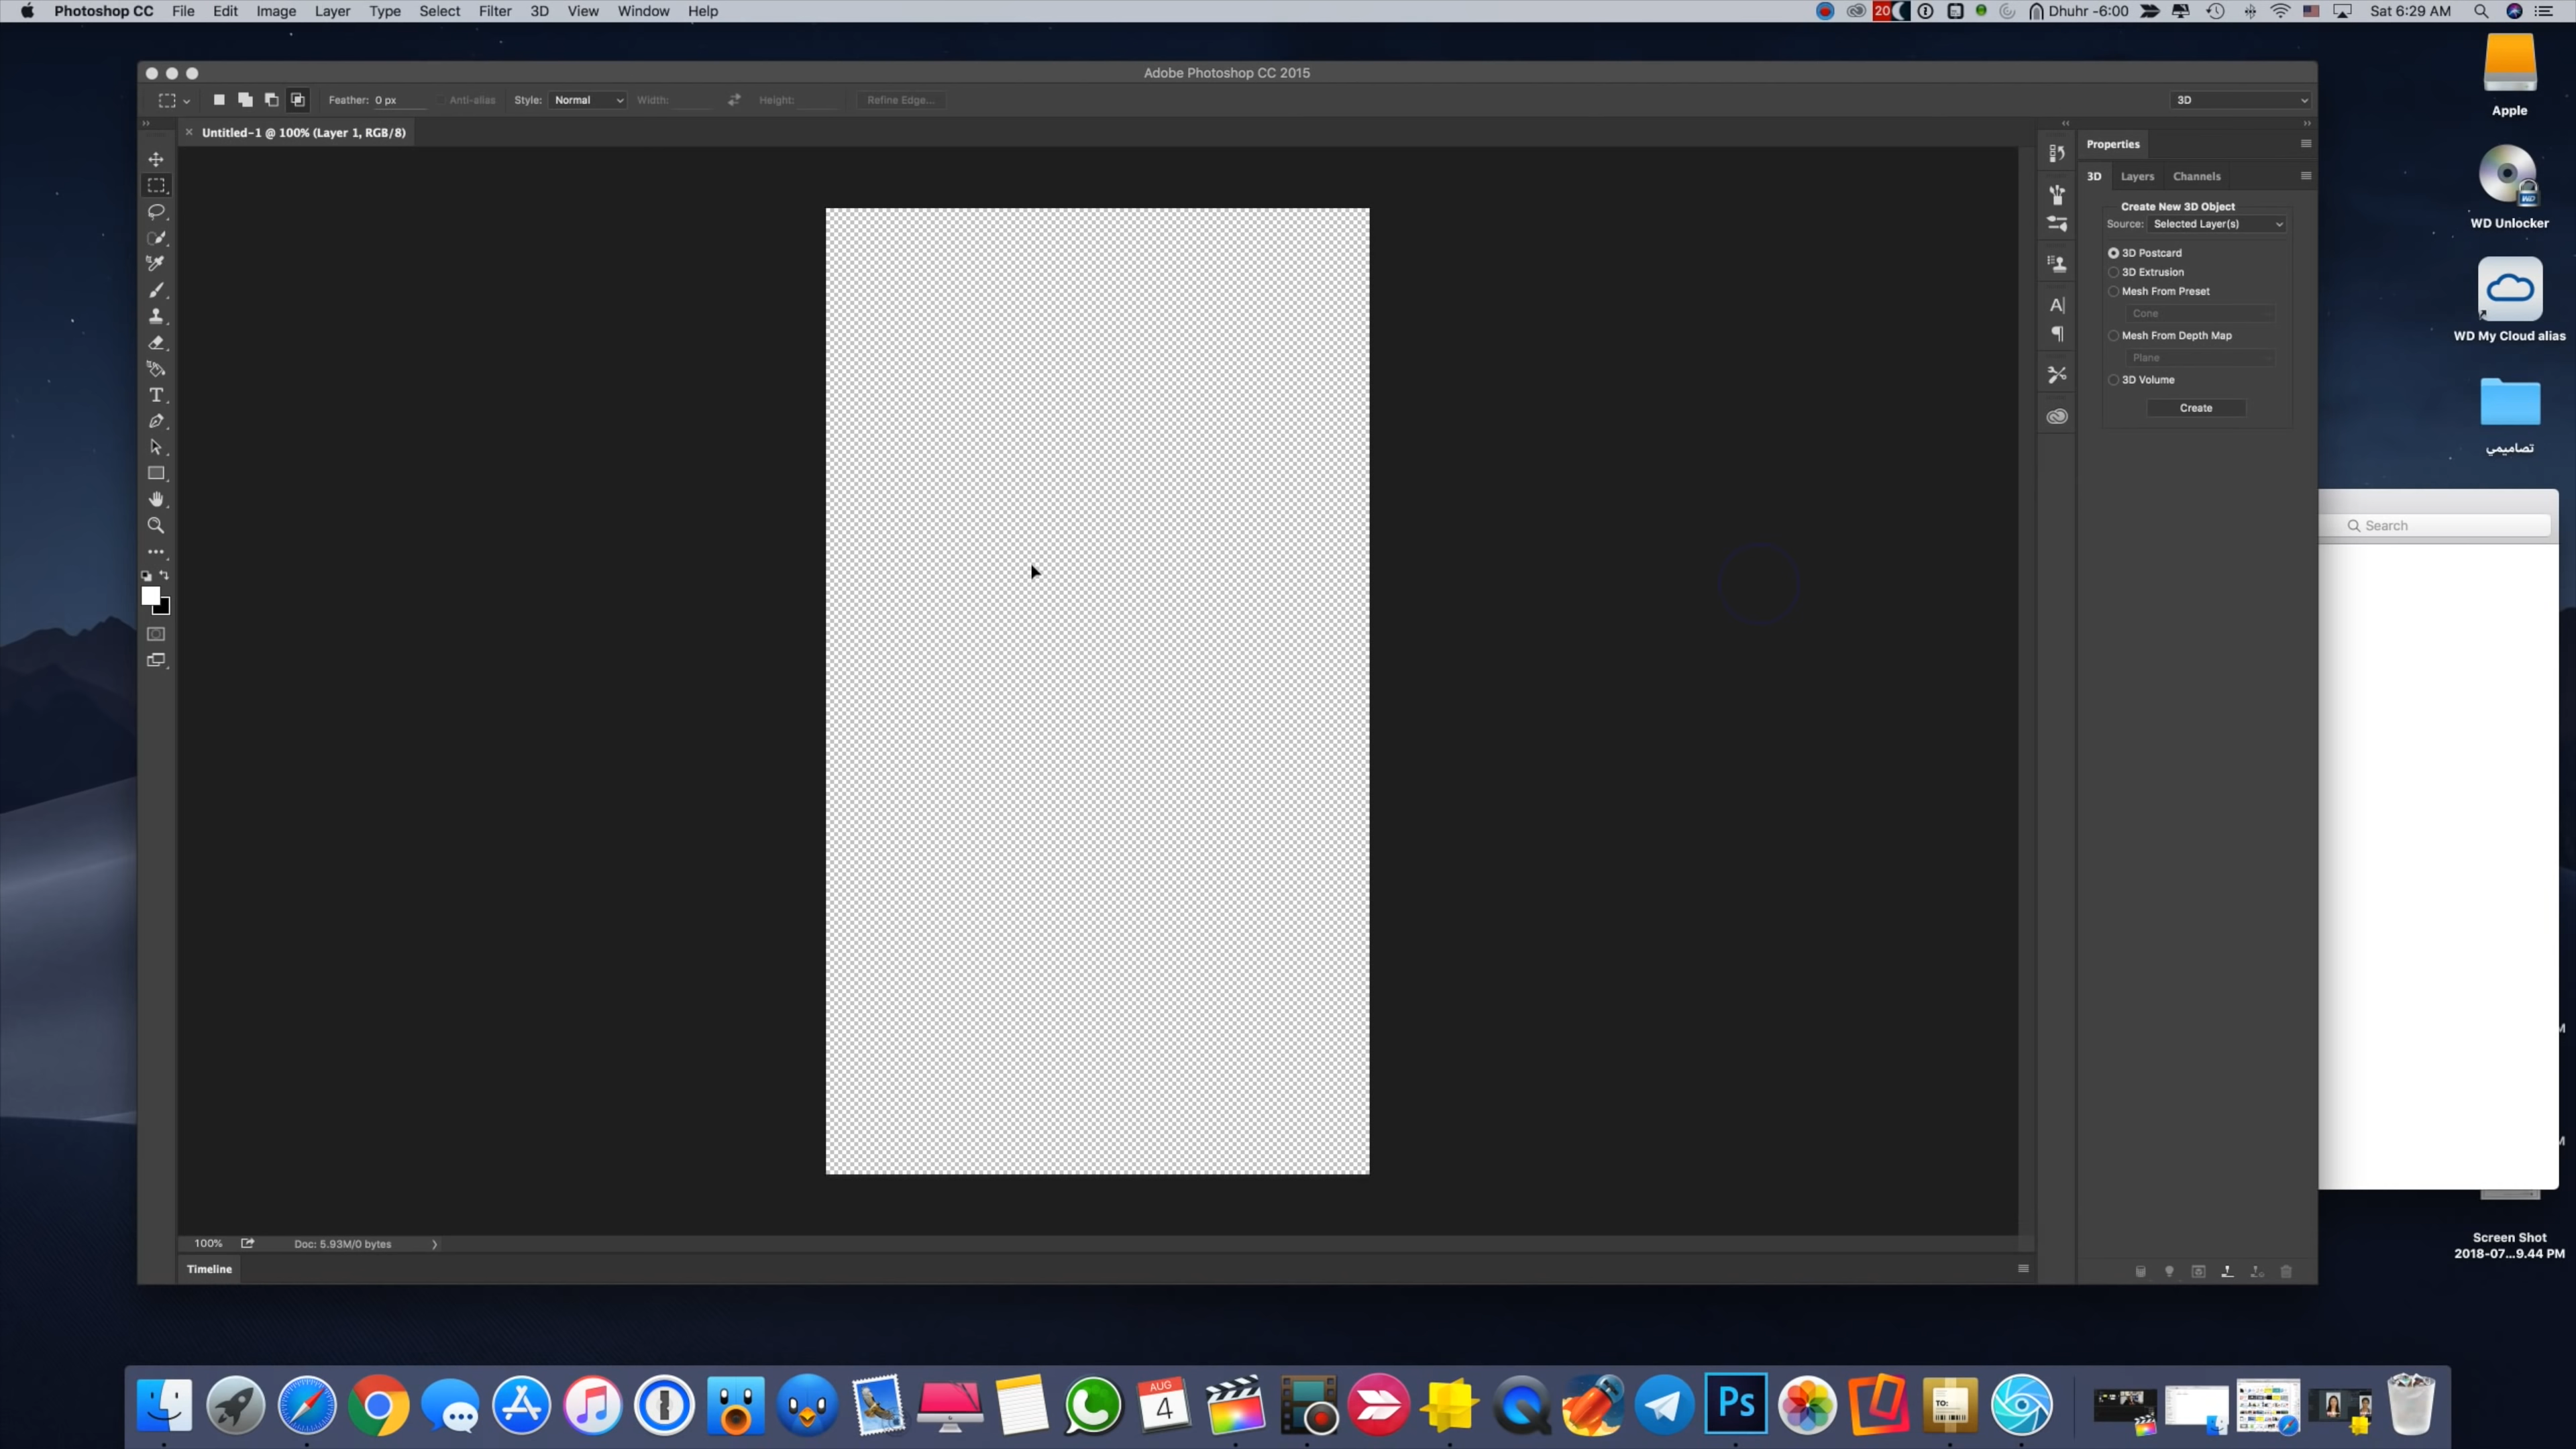 Photoshop CC File Edit Image Layer Type Select Filter 3D View Window Help 20 Dhuhr -6:00 Sat 6:29 AM
Adobe Photoshop CC 2015
Feather: 0 px Anti-alias Style: Normal Width: Height: Refine Edge... 3D
Untitled-1 @ 100% (Layer 1, RGB/8)
Properties
3D Layers Channels
Create New 3D Object
Source: Selected Layer(s)
3D Postcard
3D Extrusion
Mesh From Preset
Cone
Mesh From Depth Map
Plane
3D Volume
Create
Apple
WD Unlocker
WD My Cloud alias
تصاميمي
Search
Screen Shot
2018-07...9.44 PM
100% Doc: 5.93M/0 bytes
Timeline
AUG
4
Ps
TO: